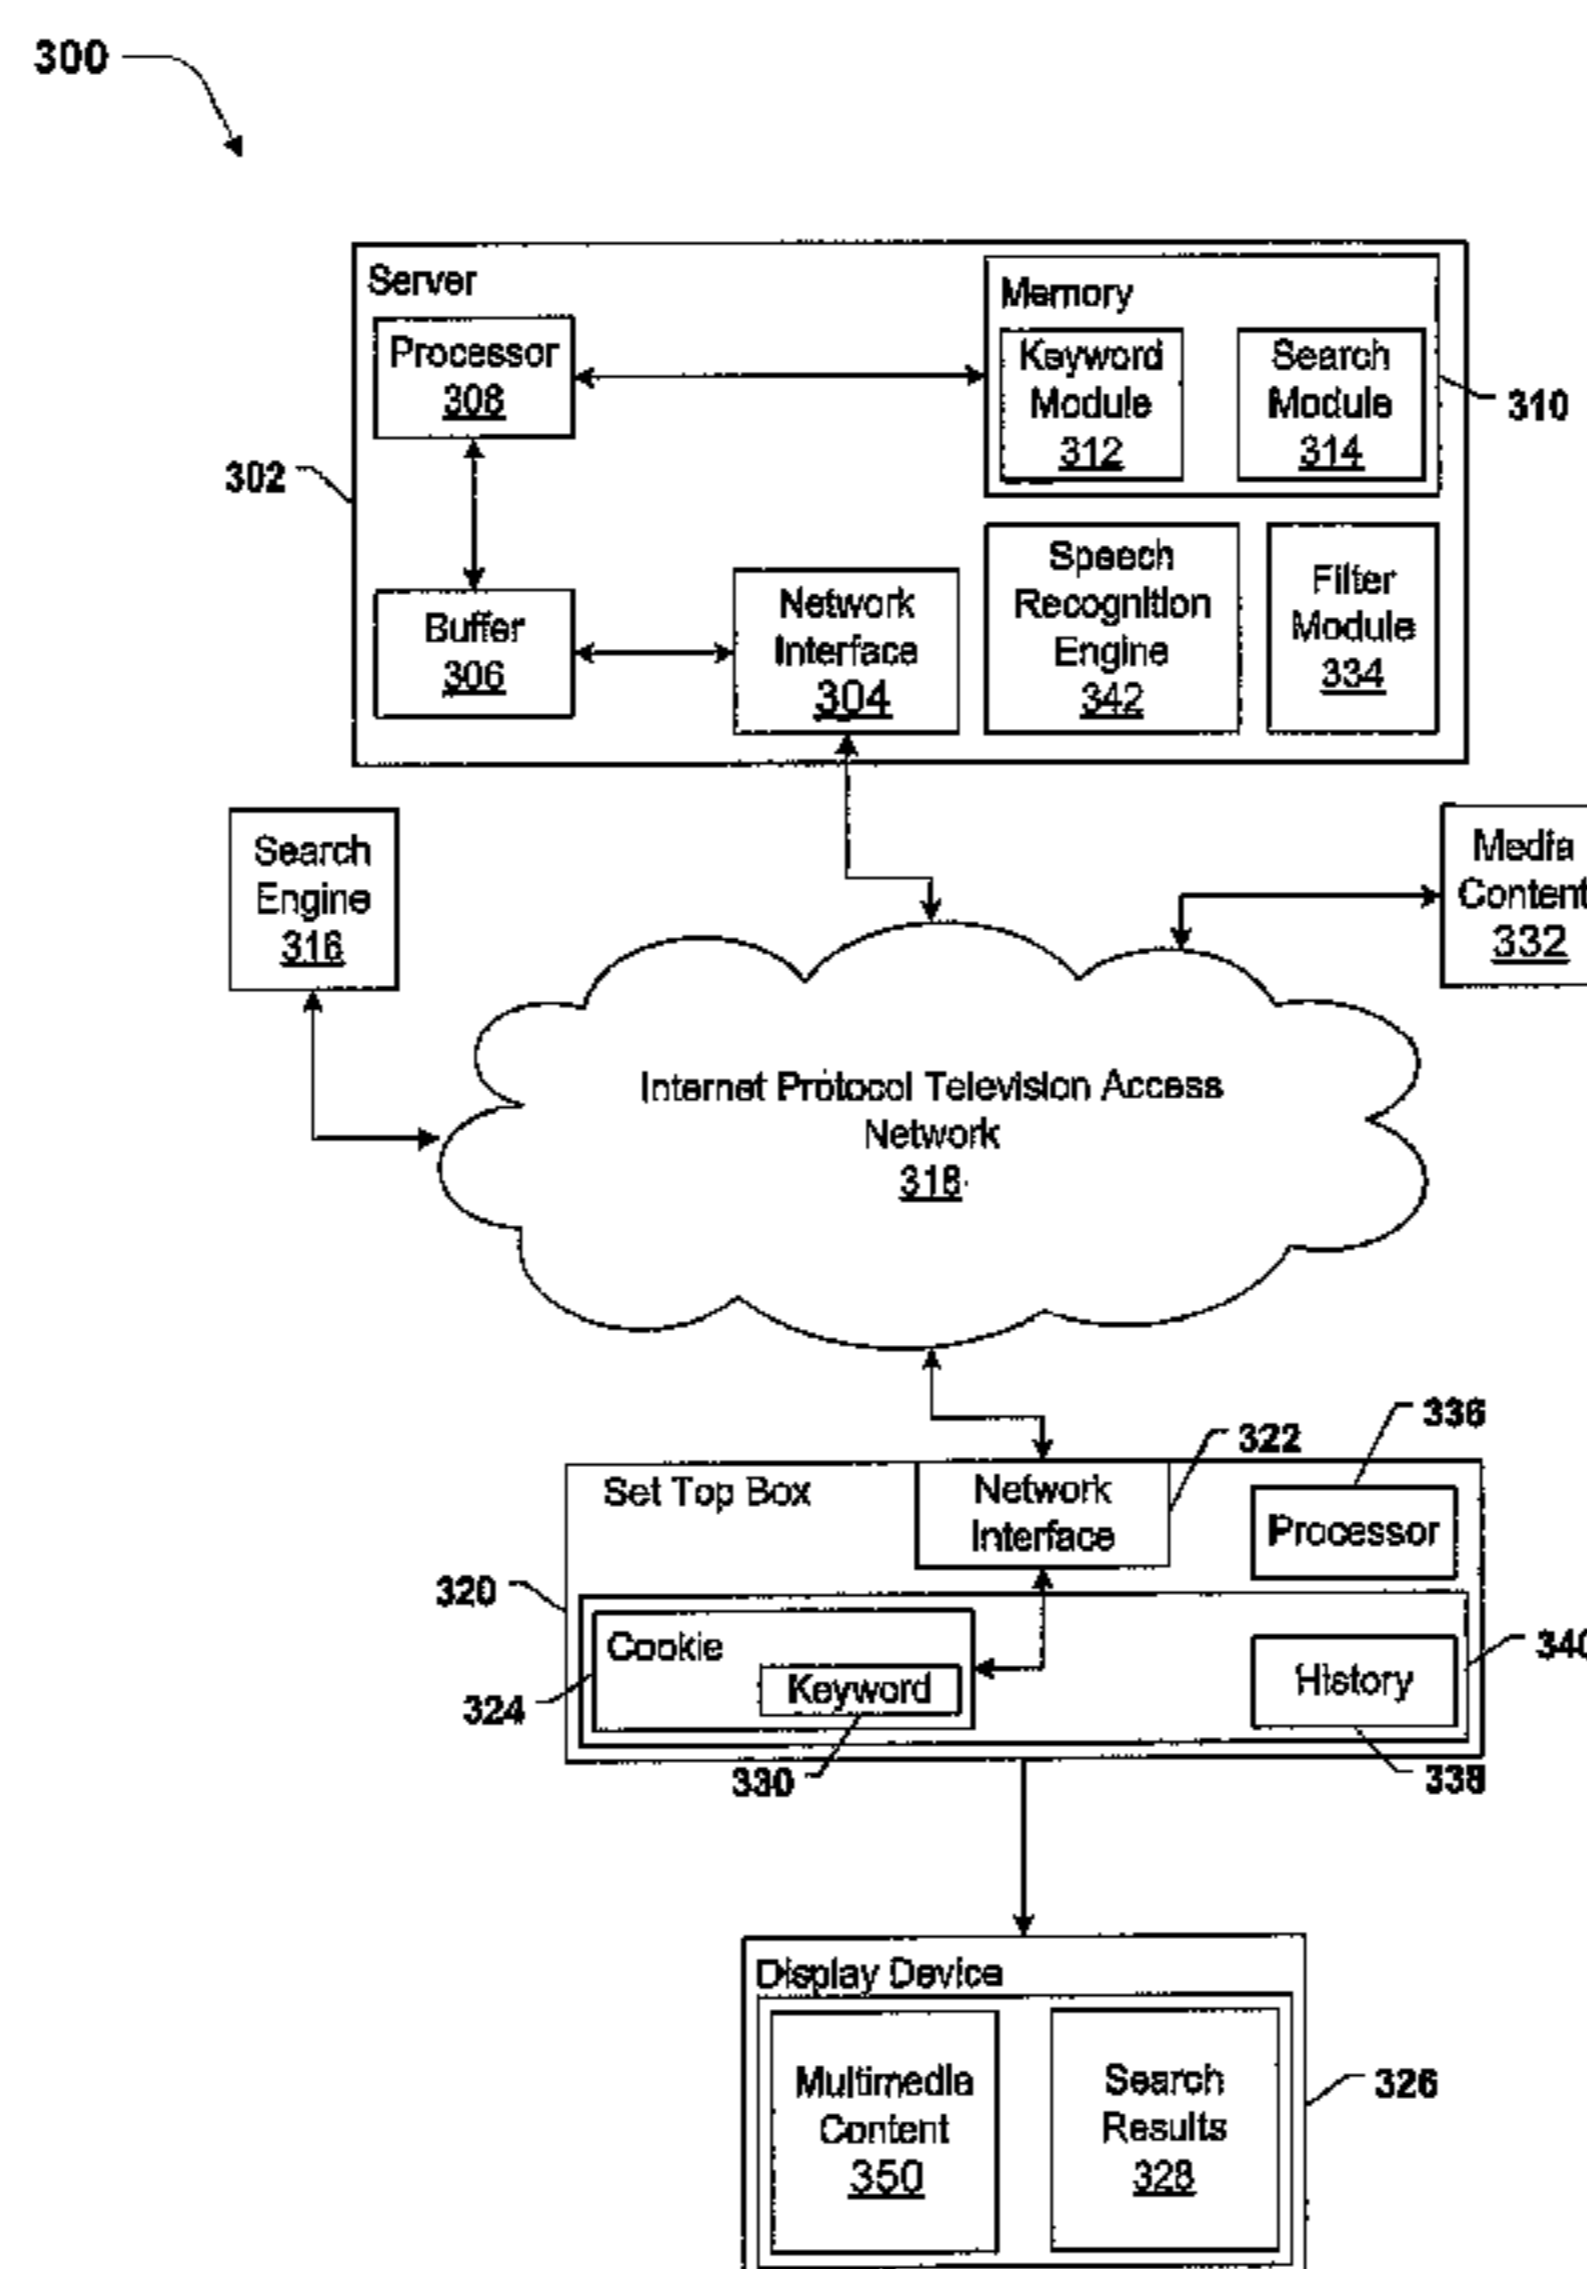 300
Server
Processor
308
Memory
Keyword
Module
312
Search
Module
314
310
302
Buffer
306
Network
Interface
304
Speech
Recognition
Engine
342
Filter
Module
334
Search
Engine
316
Media
Content
332
Internet Protocol Television Access
Network
318
336
322
Set Top Box
Network
Interface
Processor
320
Cookie
Keyword
History
340
324
330
338
Display Device
Multimedia
Content
350
Search
Results
328
326